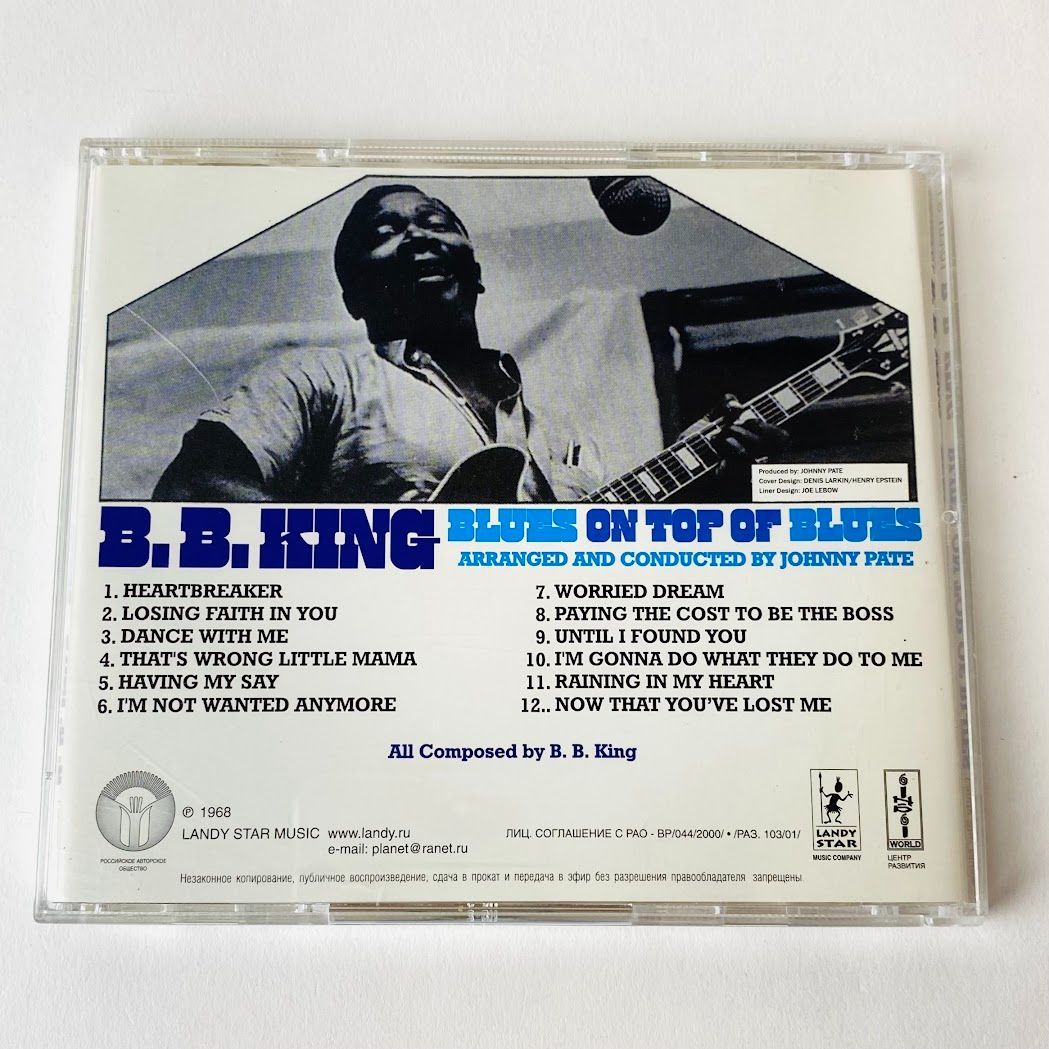 Produced by: JOHNNY PATE
Cover Design: DENIS LARKIN/HENRY EPSTEIN
Liner Design: JOE LEBOW
B.B.KING BLUES ON TOP OF BLUES
ARRANGED AND CONDUCTED BY JOHNNY PATE
1. HEARTBREAKER
2. LOSING FAITH IN YOU
3. DANCE WITH ME
4. THAT'S WRONG LITTLE MAMA
5. HAVING MY SAY
6. I'M NOT WANTED ANYMORE
7. WORRIED DREAM
8. PAYING THE COST TO BE THE BOSS
9. UNTIL I FOUND YOU
10. I'M GONNA DO WHAT THEY DO TO ME
11. RAINING IN MY HEART
12.. NOW THAT YOU'VE LOST ME
All Composed by B. B. King
РОССИЙСКОЕ АВТОРСКОЕ
ОБЩЕСТВО
℗ 1968
LANDY STAR MUSIC www.landy.ru
e-mail: planet@ranet.ru
ЛИЦ. СОГЛАШЕНИЕ С РАО - ВР/044/2000/ • /РАЗ. 103/01/
LANDY
STAR
MUSIC COMPANY
WORLD
ЦЕНТР
РАЗВИТИЯ
Незаконное копирование, публичное воспроизведение, сдача в прокат и передача в эфир без разрешения правообладателя запрещены.